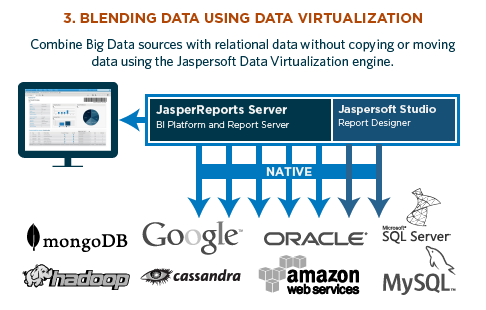 3. BLENDING DATA USING DATA VIRTUALIZATION
Combine Big Data sources with relational data without copying or moving
data using the Jaspersoft Data Virtualization engine.
JasperReports Server
BI Platform and Report Server
Jaspersoft Studio
Report Designer
NATIVE
mongoDB
Google™
ORACLE®
Microsoft®
SQL Server®
hadoop
cassandra
amazon
web services
MySQL™